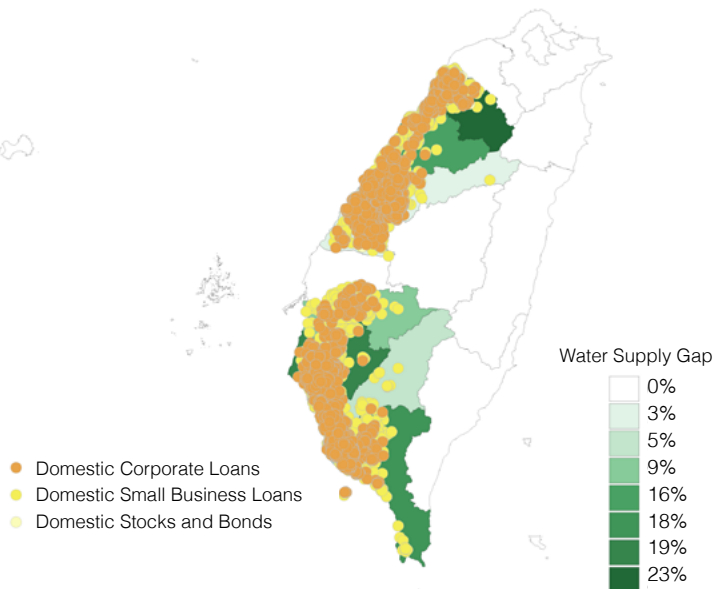 Water Supply Gap
0%
3%
5%
9%
16%
18%
19%
23%
Domestic Corporate Loans
Domestic Small Business Loans
Domestic Stocks and Bonds